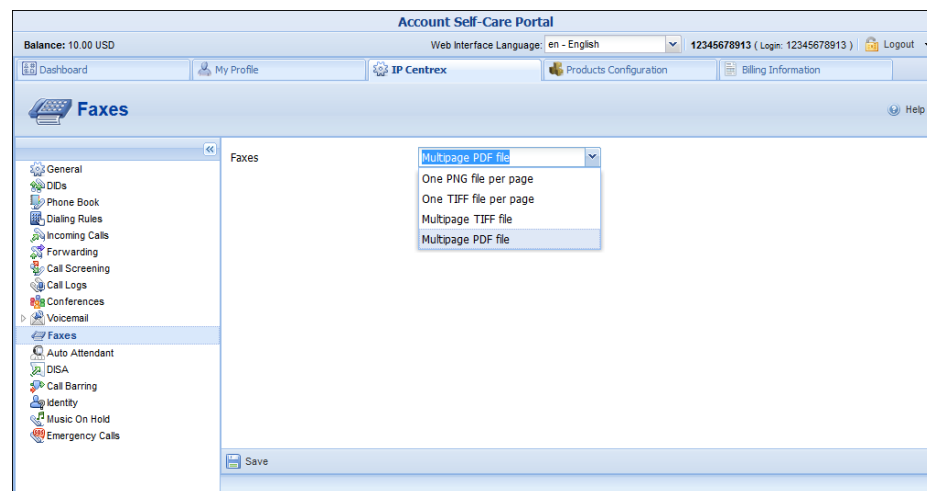 Account Self-Care Portal
Balance: 10.00 USD Web Interface Language: en - English 12345678913 ( Login: 12345678913 ) Logout
Dashboard My Profile IP Centrex Products Configuration Billing Information
Faxes Help
Faxes Multipage PDF file
One PNG file per page
One TIFF file per page
Multipage TIFF file
Multipage PDF file
General
DIDs
Phone Book
Dialing Rules
Incoming Calls
Forwarding
Call Screening
Call Logs
Conferences
Voicemail
Faxes
Auto Attendant
DISA
Call Barring
Identity
Music On Hold
Emergency Calls
Save